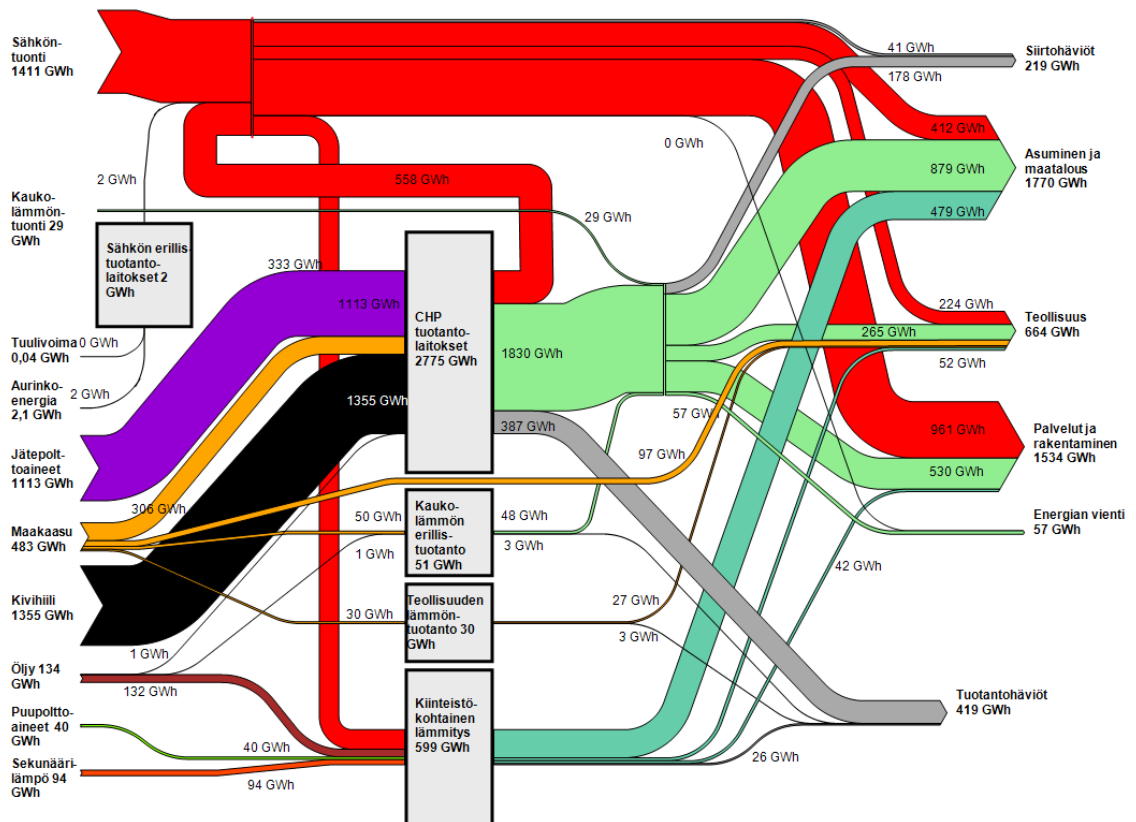 Sähkön-
tuonti
1411 GWh
41 GWh
178 GWh
Siirtohäviöt
219 GWh
412 GWh
0 GWh
Asuminen ja
maatalous
1770 GWh
879 GWh
479 GWh
2 GWh
558 GWh
Kauko-
lämmön-
tuonti 29
GWh
29 GWh
Sähkön erillis-
tuotanto-
laitokset 2
GWh
333 GWh
1113 GWh
CHP
tuotanto-
laitokset
2775 GWh
1830 GWh
224 GWh
265 GWh
52 GWh
Teollisuus
664 GWh
Tuulivoima
0,04 GWh
0 GWh
Aurinko-
energia
2,1 GWh
2 GWh
1355 GWh
387 GWh
57 GWh
961 GWh
530 GWh
Palvelut ja
rakentaminen
1534 GWh
Jätepolt-
toaineet
1113 GWh
97 GWh
306 GWh
Maakaasu
483 GWh
50 GWh
1 GWh
Kauko-
lämmön
erillis-
tuotanto
51 GWh
48 GWh
3 GWh
Energian vienti
57 GWh
42 GWh
Kivihiili
1355 GWh
30 GWh
Teollisuuden
lämmön-
tuotanto 30
GWh
27 GWh
3 GWh
1 GWh
Öljy 134
GWh
132 GWh
Kiinteistö-
kohtainen
lämmitys
599 GWh
Tuotantohäviöt
419 GWh
Puupoltto-
aineet 40
GWh
40 GWh
26 GWh
Sekunääri-
lämpö 94
GWh
94 GWh